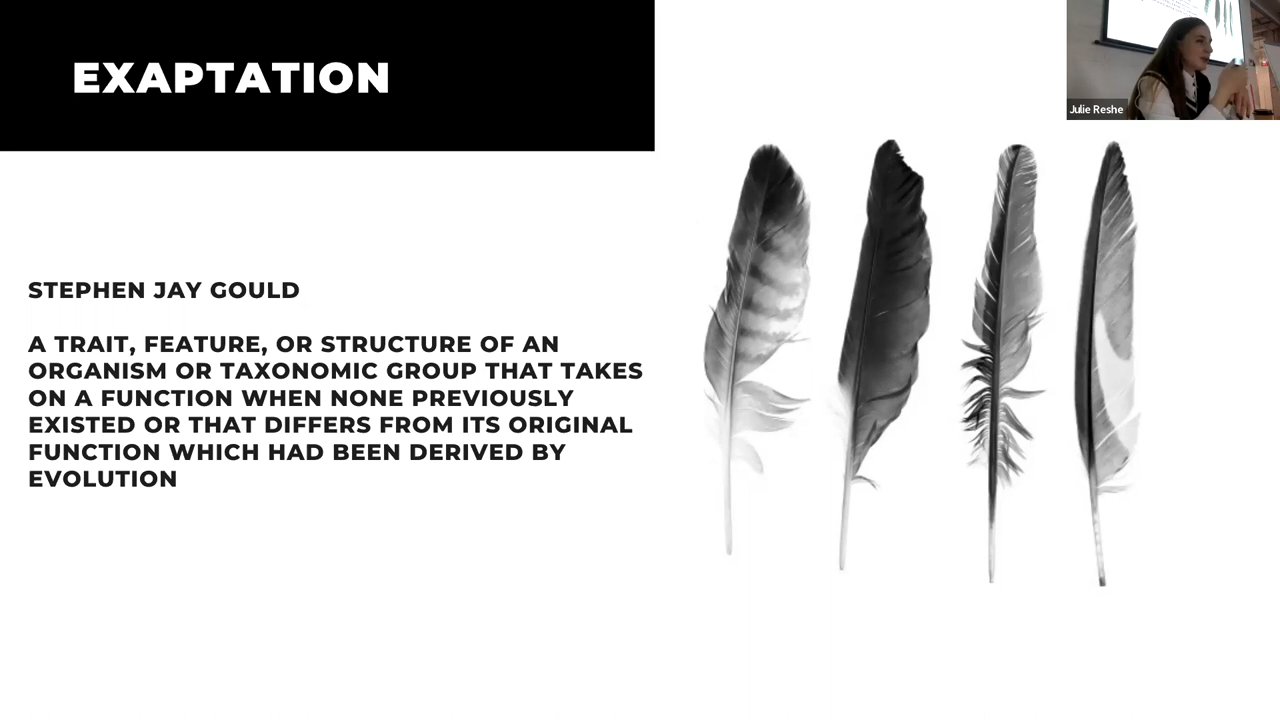 EXAPTATION
Julie Reshe
STEPHEN JAY GOULD
A TRAIT, FEATURE, OR STRUCTURE OF AN
ORGANISM OR TAXONOMIC GROUP THAT TAKES
ON A FUNCTION WHEN NONE PREVIOUSLY
EXISTED OR THAT DIFFERS FROM ITS ORIGINAL
FUNCTION WHICH HAD BEEN DERIVED BY
EVOLUTION